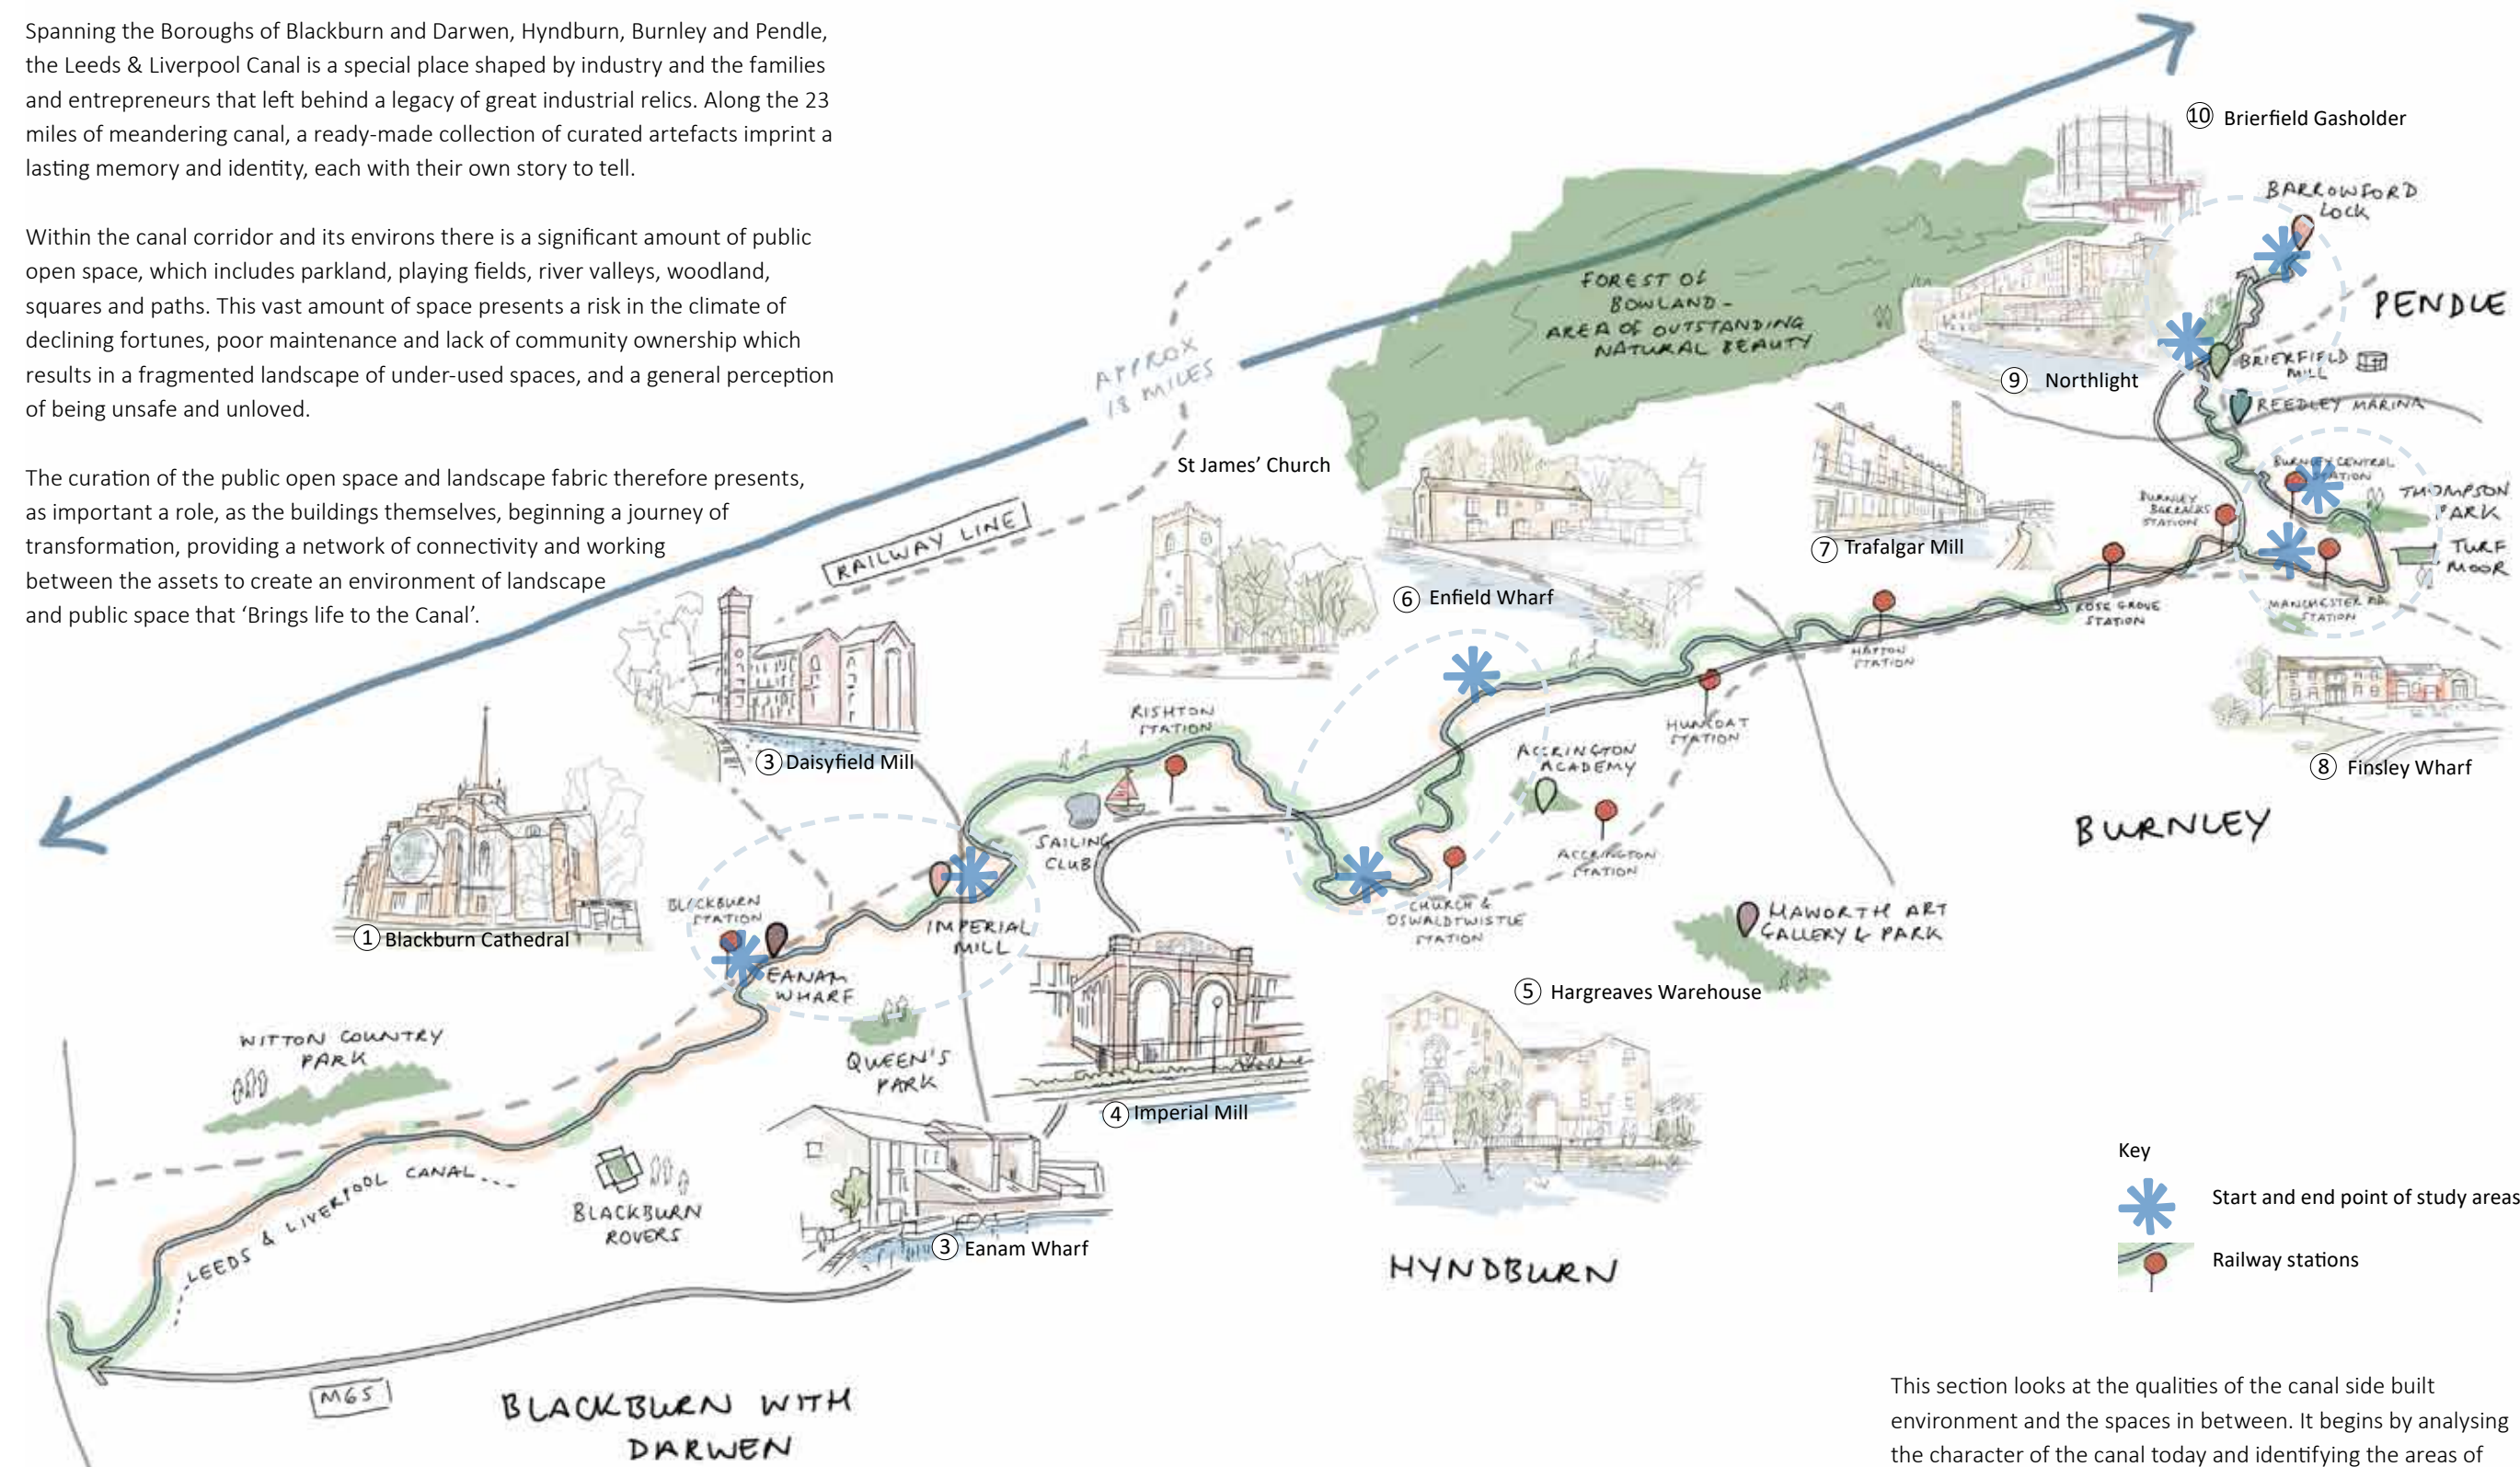 Spanning the Boroughs of Blackburn and Darwen, Hyndburn, Burnley and Pendle,
the Leeds & Liverpool Canal is a special place shaped by industry and the families
and entrepreneurs that left behind a legacy of great industrial relics. Along the 23
miles of meandering canal, a ready-made collection of curated artefacts imprint a
lasting memory and identity, each with their own story to tell.
Within the canal corridor and its environs there is a significant amount of public
open space, which includes parkland, playing fields, river valleys, woodland,
squares and paths. This vast amount of space presents a risk in the climate of
declining fortunes, poor maintenance and lack of community ownership which
results in a fragmented landscape of under-used spaces, and a general perception
of being unsafe and unloved.
The curation of the public open space and landscape fabric therefore presents,
as important a role, as the buildings themselves, beginning a journey of
transformation, providing a network of connectivity and working
between the assets to create an environment of landscape
and public space that ‘Brings life to the Canal’.
10 Brierfield Gasholder
BARROWFORD
LOCK
PENDLE
FOREST OF
BOWLAND -
AREA OF OUTSTANDING
NATURAL BEAUTY
APPROX
18 MILES
9 Northlight
BRIERFIELD
MILL
REEDLEY MARINA
St James’ Church
BURNLEY CENTRAL
STATION
THOMPSON
PARK
BURNLEY
BARRACKS
STATION
TURF
MOOR
RAILWAY LINE
7 Trafalgar Mill
6 Enfield Wharf
MANCHESTER RD
STATION
ROSE GROVE
STATION
HAPTON
STATION
8 Finsley Wharf
BURNLEY
RISHTON
STATION
HUNCOAT
STATION
ACCRINGTON
ACADEMY
3 Daisyfield Mill
SAILING
CLUB
ACCRINGTON
STATION
CHURCH &
OSWALDTWISTLE
STATION
HAWORTH ART
GALLERY & PARK
1 Blackburn Cathedral
BLACKBURN
STATION
IMPERIAL
MILL
EANAM
WHARF
5 Hargreaves Warehouse
WITTON COUNTRY
PARK
QUEEN'S
PARK
4 Imperial Mill
LEEDS & LIVERPOOL CANAL....
BLACKBURN
ROVERS
3 Eanam Wharf
HYNDBURN
M65
BLACKBURN WITH
DARWEN
Key
Start and end point of study areas
Railway stations
This section looks at the qualities of the canal side built
environment and the spaces in between. It begins by analysing
the character of the canal today and identifying the areas of